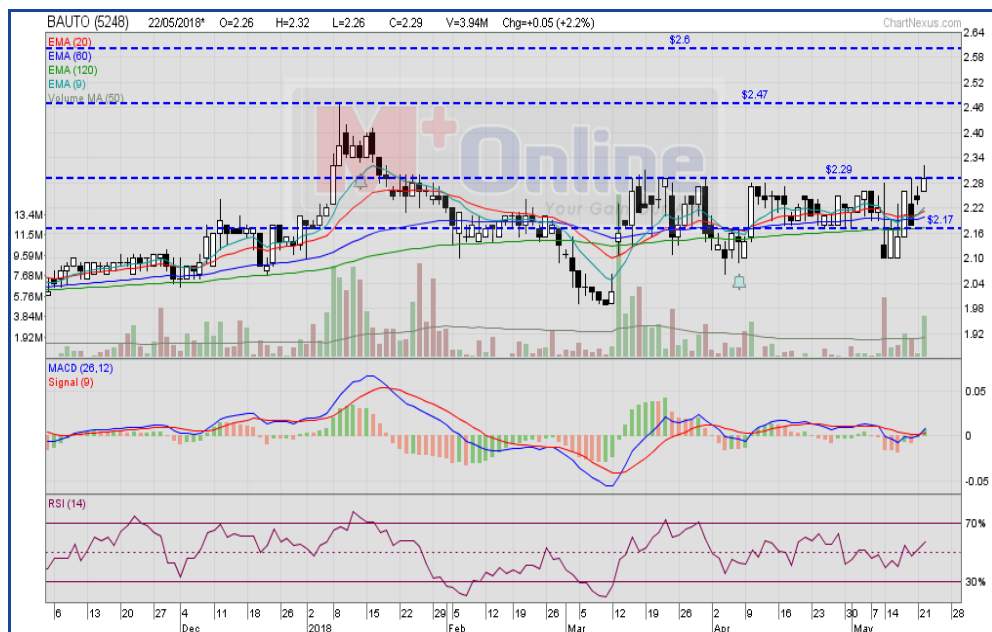 BAUTO (5248) 22/05/2018* O=2.26 H=2.32 L=2.26 C=2.29 V=3.94M Chg=+0.05 (+2.2%) ChartNexus.com
EMA (20)
EMA (60)
EMA (120)
EMA (9)
Volume MA (50)
$2.6
$2.47
$2.29
$2.17
M+ Online
2.64
2.58
2.52
2.46
2.40
2.34
2.28
2.22
2.16
2.10
2.04
1.98
1.92
13.4M
11.5M
9.59M
7.68M
5.76M
3.84M
1.92M
MACD (26,12)
Signal (9)
0.05
0
-0.05
RSI (14)
70%
30%
6 13 20 27 4 11 18 26 2 8 15 22 29 5 12 19 26 5 12 19 26 2 9 16 23 30 7 14 21 28
Dec 2018 Feb Mar Apr May